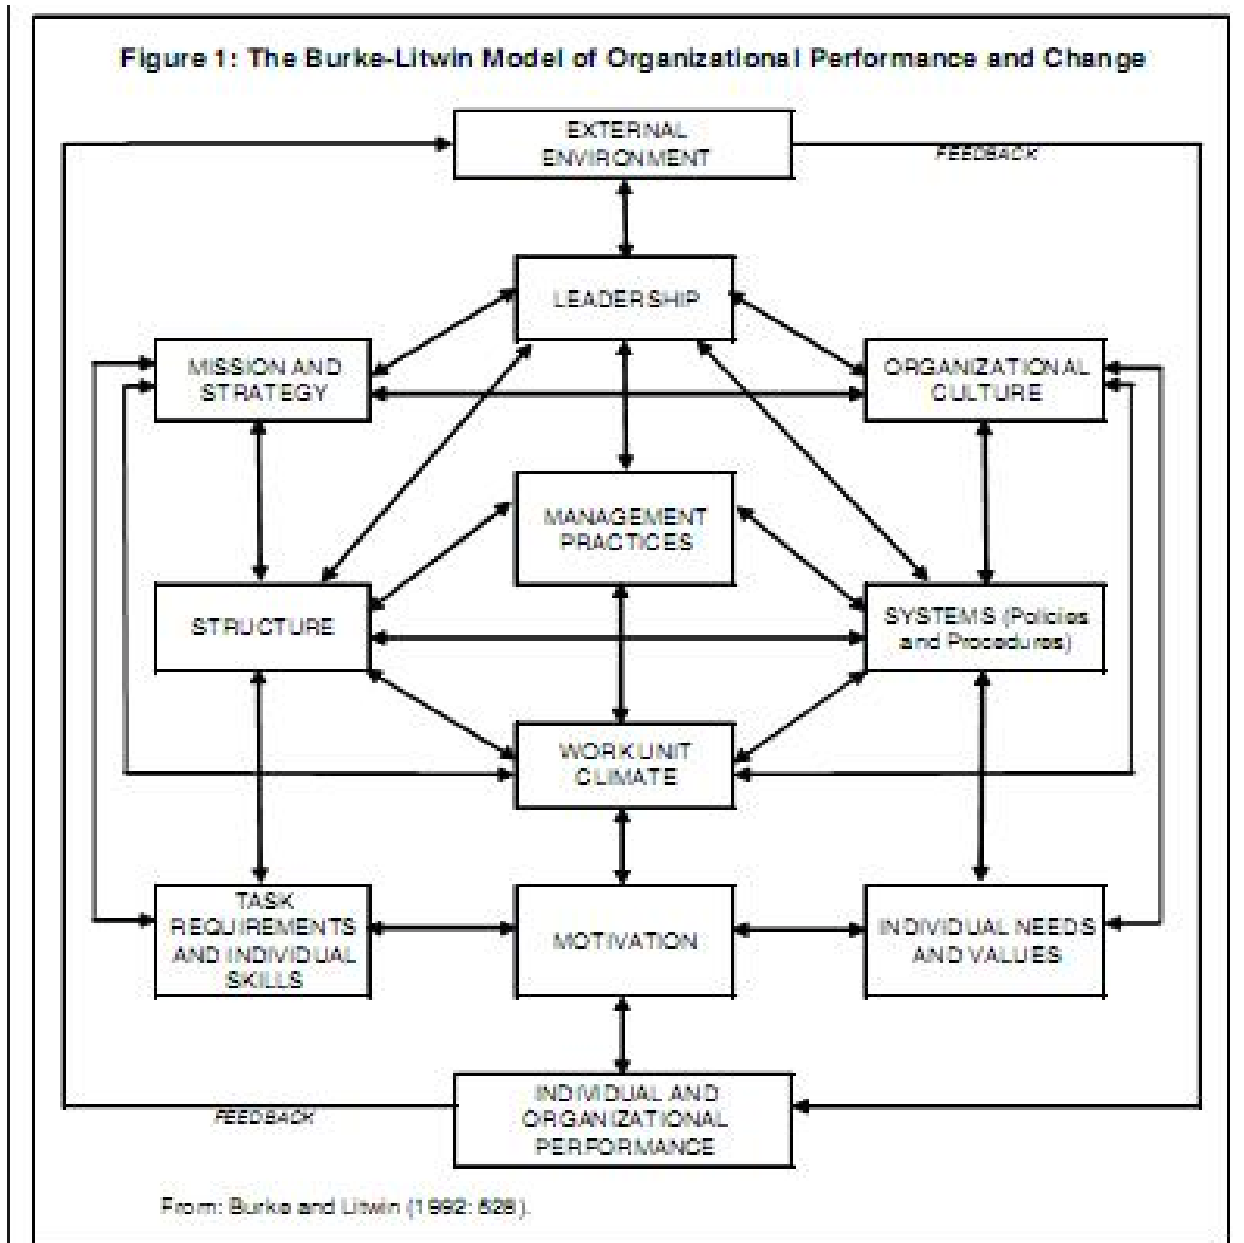 Figure 1: The Burke-Litwin Model of Organizational Performance and Change
EXTERNAL
ENVIRONMENT
FEEDBACK
LEADERSHIP
MISSION AND
STRATEGY
ORGANIZATIONAL
CULTURE
MANAGEMENT
PRACTICES
STRUCTURE
SYSTEMS (Policies
and Procedures)
WORK UNIT
CLIMATE
TASK
REQUIREMENTS
AND INDIVIDUAL
SKILLS
MOTIVATION
INDIVIDUAL NEEDS
AND VALUES
INDIVIDUAL AND
ORGANIZATIONAL
PERFORMANCE
FEEDBACK
From: Burke and Litwin (1992: 528).